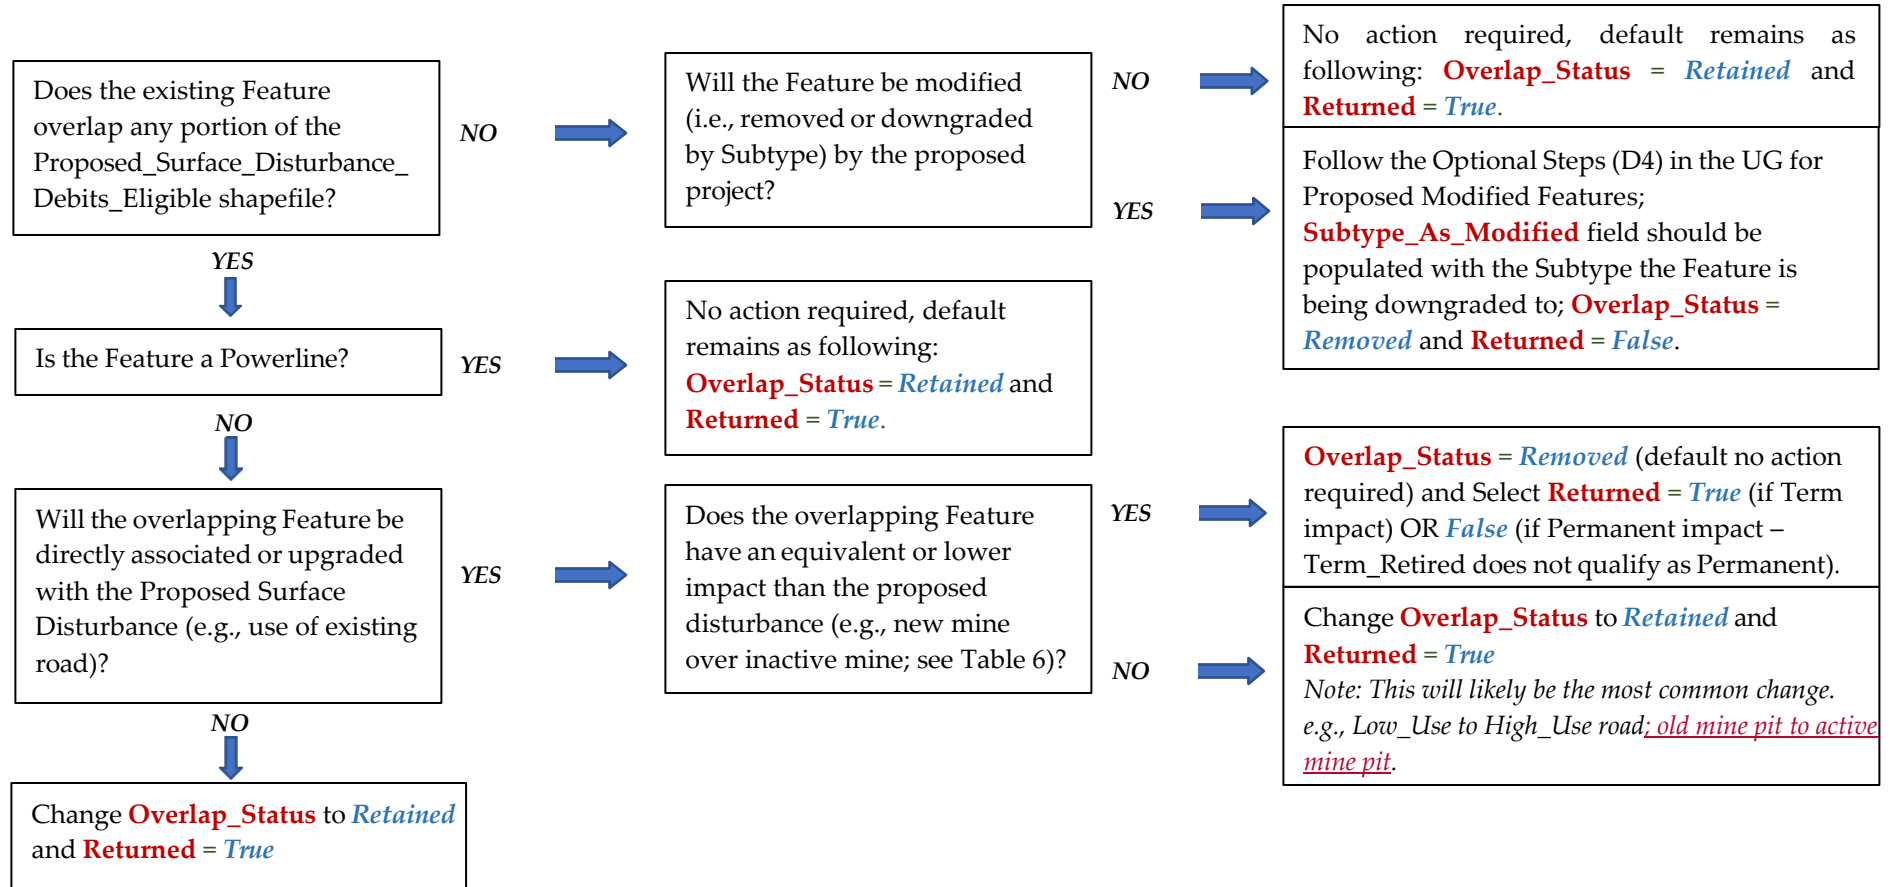 Does the existing Feature
overlap any portion of the
Proposed_Surface_Disturbance_
Debits_Eligible shapefile?
NO
Will the Feature be modified
(i.e., removed or downgraded
by Subtype) by the proposed
project?
NO
No action required, default remains as
following: Overlap_Status = Retained and
Returned = True.
YES
Follow the Optional Steps (D4) in the UG for
Proposed Modified Features;
Subtype_As_Modified field should be
populated with the Subtype the Feature is
being downgraded to; Overlap_Status =
Removed and Returned = False.
YES
Is the Feature a Powerline?
YES
No action required, default
remains as following:
Overlap_Status = Retained and
Returned = True.
NO
Will the overlapping Feature be
directly associated or upgraded
with the Proposed Surface
Disturbance (e.g., use of existing
road)?
YES
Does the overlapping Feature
have an equivalent or lower
impact than the proposed
disturbance (e.g., new mine
over inactive mine; see Table 6)?
YES
Overlap_Status = Removed (default no action
required) and Select Returned = True (if Term
impact) OR False (if Permanent impact –
Term_Retired does not qualify as Permanent).
NO
Change Overlap_Status to Retained and
Returned = True
Note: This will likely be the most common change.
e.g., Low_Use to High_Use road; old mine pit to active
mine pit.
NO
Change Overlap_Status to Retained
and Returned = True